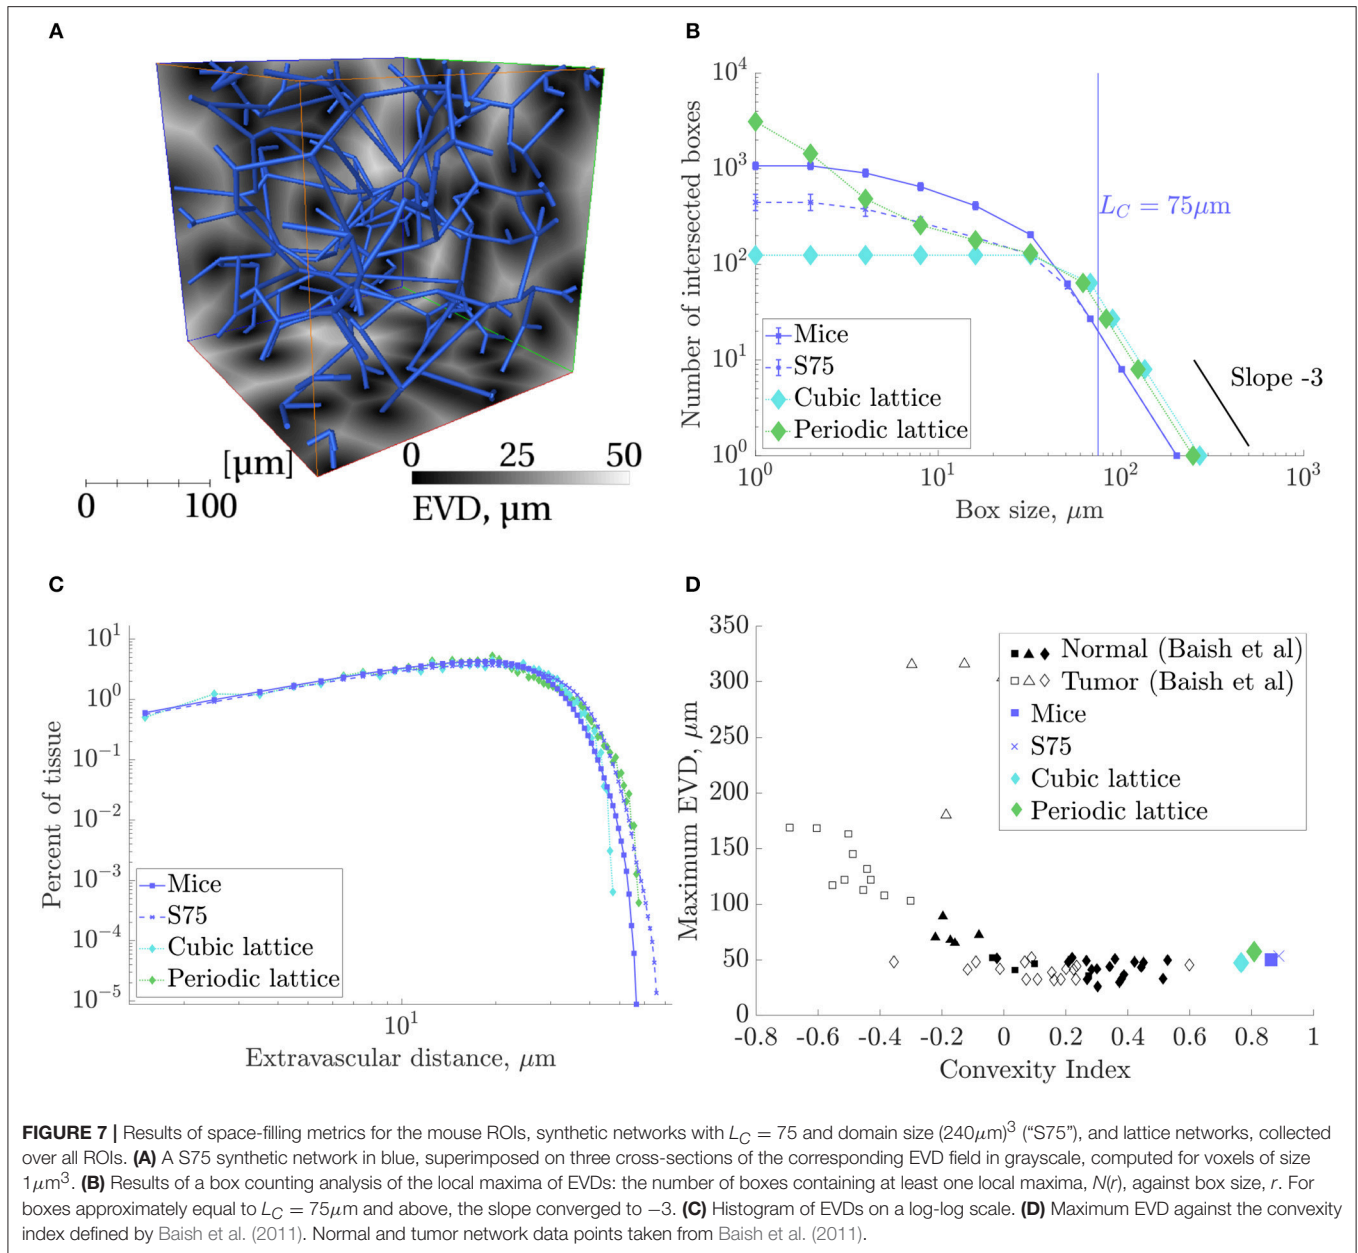 A
[µm]
0 100
0 25 50
EVD, µm
B
Number of intersected boxes
10^4
10^3
10^2
10^1
10^0
L_C = 75µm
Mice
S75
Cubic lattice
Periodic lattice
Slope -3
10^0 10^1 10^2 10^3
Box size, µm
C
Percent of tissue
10^1
10^0
10^-1
10^-2
10^-3
10^-4
10^-5
Mice
S75
Cubic lattice
Periodic lattice
10^1
Extravascular distance, µm
D
Maximum EVD, µm
350
300
250
200
150
100
50
0
Normal (Baish et al)
Tumor (Baish et al)
Mice
S75
Cubic lattice
Periodic lattice
-0.8 -0.6 -0.4 -0.2 0 0.2 0.4 0.6 0.8 1
Convexity Index
FIGURE 7 | Results of space-filling metrics for the mouse ROIs, synthetic networks with L_C = 75 and domain size (240µm)^3 (“S75”), and lattice networks, collected
over all ROIs. (A) A S75 synthetic network in blue, superimposed on three cross-sections of the corresponding EVD field in grayscale, computed for voxels of size
1µm^3. (B) Results of a box counting analysis of the local maxima of EVDs: the number of boxes containing at least one local maxima, N(r), against box size, r. For
boxes approximately equal to L_C = 75µm and above, the slope converged to −3. (C) Histogram of EVDs on a log-log scale. (D) Maximum EVD against the convexity
index defined by Baish et al. (2011). Normal and tumor network data points taken from Baish et al. (2011).